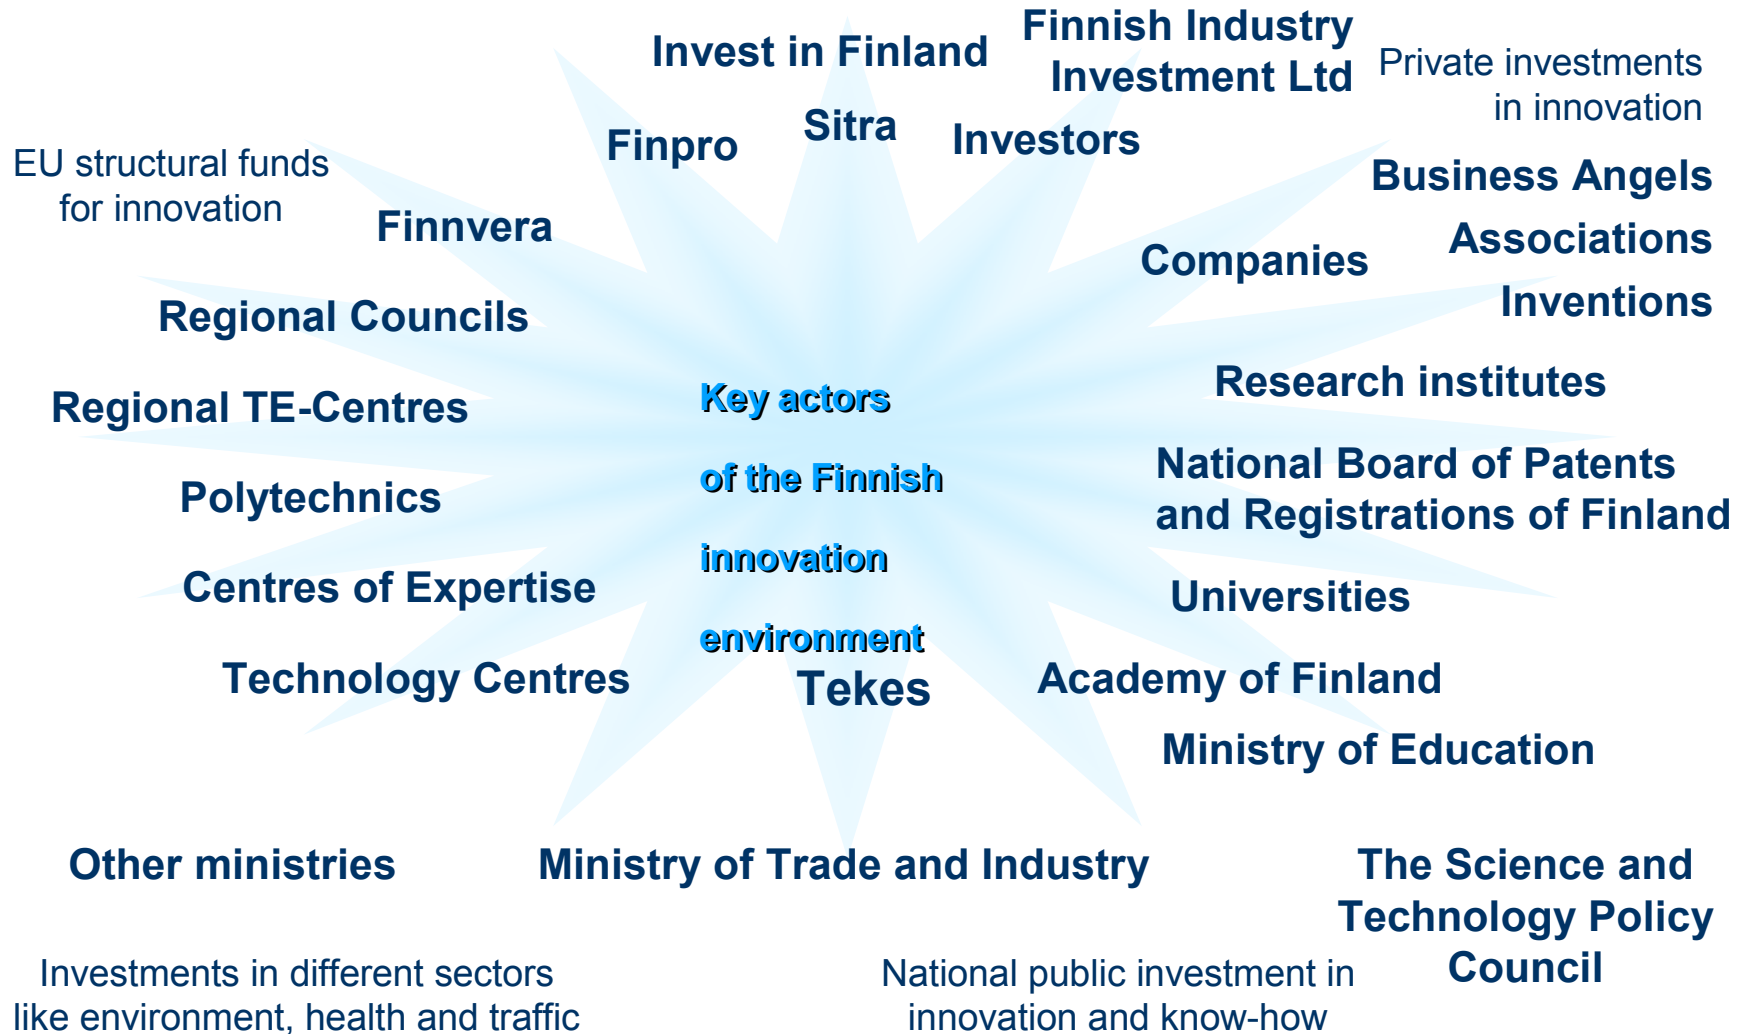 Invest in Finland
Finnish Industry
Investment Ltd
Private investments
in innovation
Finpro
Sitra
Investors
EU structural funds
for innovation
Finnvera
Business Angels
Companies
Associations
Inventions
Regional Councils
Research institutes
Regional TE-Centres
Key actors
of the Finnish
innovation
environment
National Board of Patents
and Registrations of Finland
Polytechnics
Centres of Expertise
Universities
Technology Centres
Tekes
Academy of Finland
Ministry of Education
Other ministries
Ministry of Trade and Industry
The Science and
Technology Policy
Council
Investments in different sectors
like environment, health and traffic
National public investment in
innovation and know-how